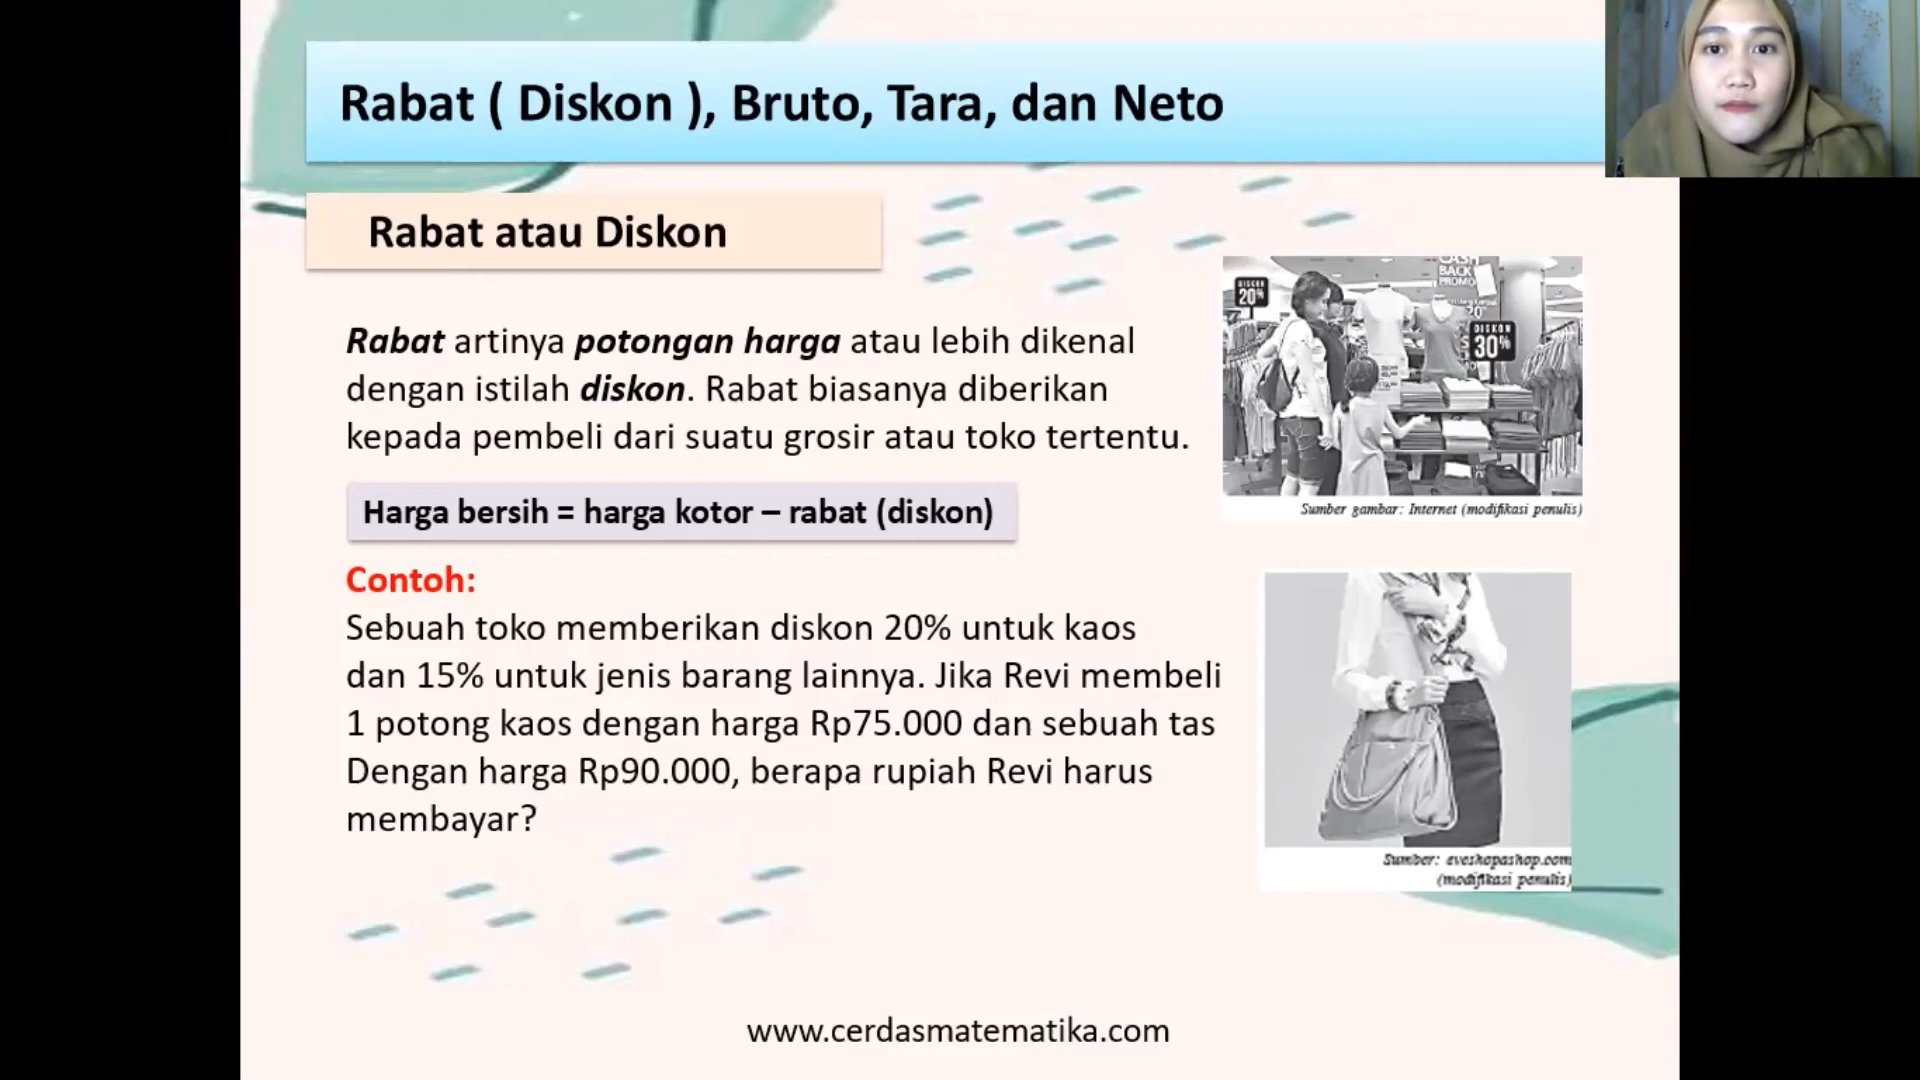 Rabat ( Diskon ), Bruto, Tara, dan Neto
Rabat atau Diskon
Rabat artinya potongan harga atau lebih dikenal
dengan istilah diskon. Rabat biasanya diberikan
kepada pembeli dari suatu grosir atau toko tertentu.
Harga bersih = harga kotor – rabat (diskon)
Contoh:
Sebuah toko memberikan diskon 20% untuk kaos
dan 15% untuk jenis barang lainnya. Jika Revi membeli
1 potong kaos dengan harga Rp75.000 dan sebuah tas
Dengan harga Rp90.000, berapa rupiah Revi harus
membayar?
DISKON
20%
CASH
BACK
PROMO
DISKON
30%
Sumber gambar: Internet (modifikasi penulis)
Sumber: eveshopashop.com
(modifikasi penulis)
www.cerdasmatematika.com